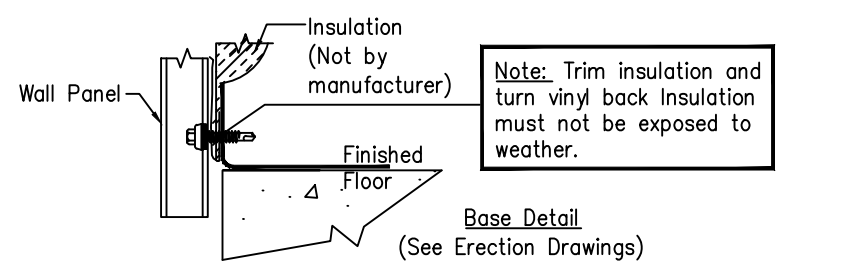 Insulation
(Not by
manufacturer)
Wall Panel
Note: Trim insulation and
turn vinyl back Insulation
must not be exposed to
weather.
Finished
Floor
Base Detail
(See Erection Drawings)